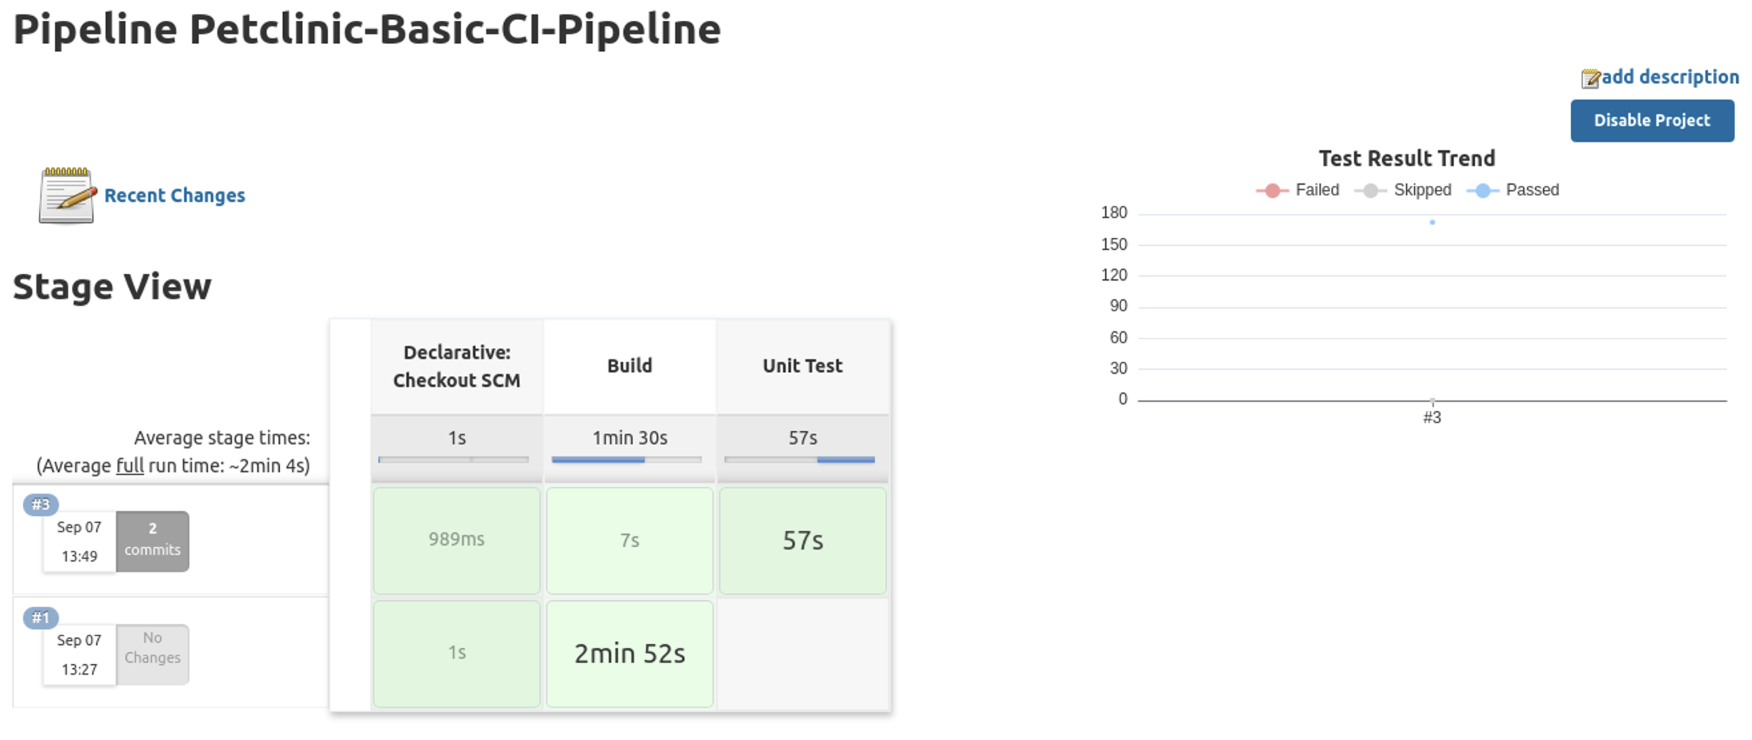 Pipeline Petclinic-Basic-CI-Pipeline
add description
Disable Project
Recent Changes
Test Result Trend
Failed Skipped Passed
180
150
120
90
60
30
0
#3
Stage View
Declarative:
Checkout SCM
Build
Unit Test
Average stage times:
(Average full run time: ~2min 4s)
1s
1min 30s
57s
#3
Sep 07
13:49
2
commits
989ms
7s
57s
#1
Sep 07
13:27
No
Changes
1s
2min 52s